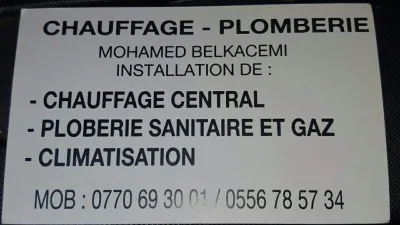 CHAUFFAGE - PLOMBERIE
MOHAMED BELKACEMI
INSTALLATION DE :
- CHAUFFAGE CENTRAL
- PLOBERIE SANITAIRE ET GAZ
- CLIMATISATION
MOB : 0770 69 30 01 / 0556 78 57 34